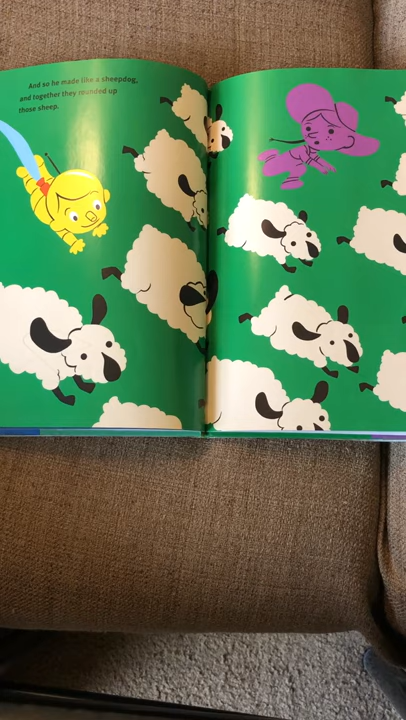 And so he made like a sheepdog,
and together they rounded up
those sheep.